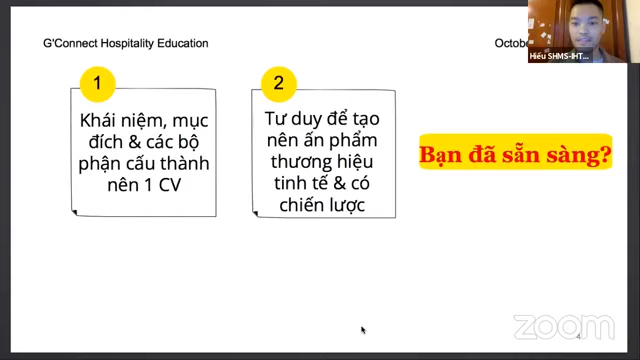 G'Connect Hospitality Education
Octobe
1
Khái niệm, mục
đích & các bộ
phận cấu thành
nên 1 CV
2
Tư duy để tạo
nên ấn phẩm
thương hiệu
tinh tế & có
chiến lược
Bạn đã sẵn sàng?
Hiếu SHMS-IHT...
zoom
4